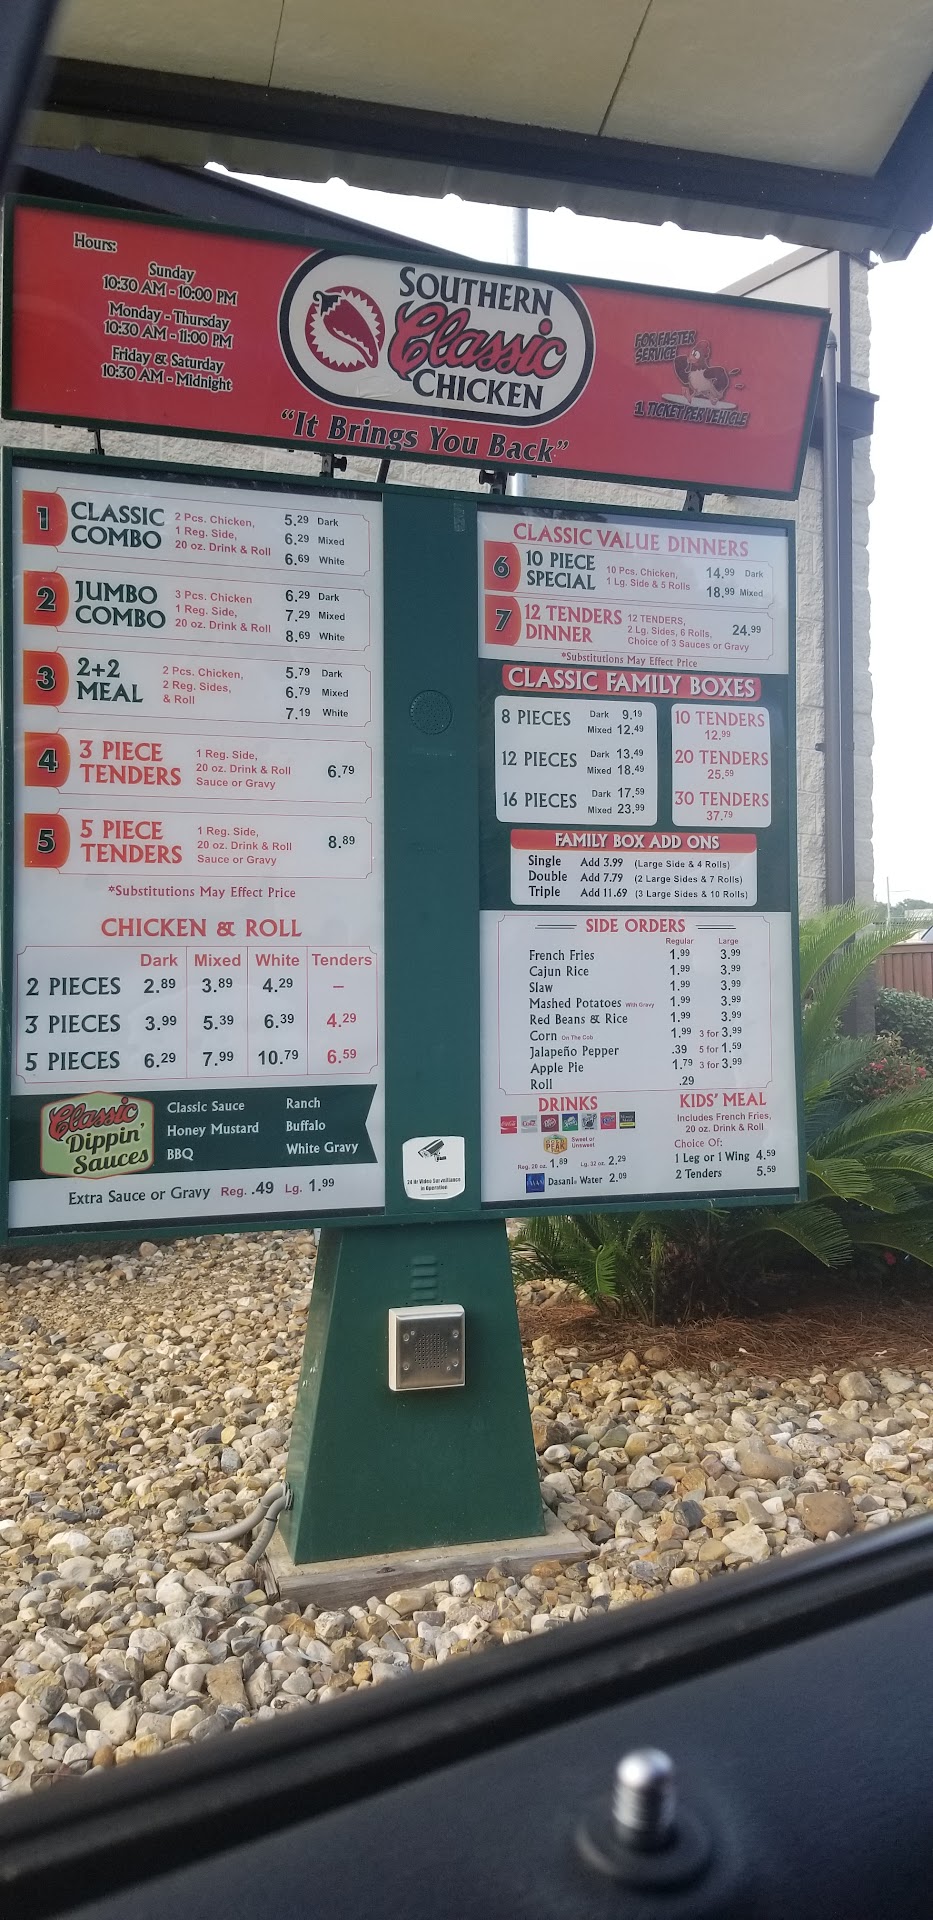 Hours:
Sunday
10:30 AM - 10:00 PM
Monday - Thursday
10:30 AM - 11:00 PM
Friday & Saturday
10:30 AM - Midnight
SOUTHERN
Classic
CHICKEN
"It Brings You Back"
FOR FASTER
SERVICE
1 TICKET PER VEHICLE
1 CLASSIC COMBO
2 Pcs. Chicken,
1 Reg. Side,
20 oz. Drink & Roll
5.29 Dark
6.29 Mixed
6.69 White
2 JUMBO COMBO
3 Pcs Chicken
1 Reg. Side,
20 oz. Drink & Roll
6.29 Dark
7.29 Mixed
8.69 White
3 2+2 MEAL
2 Pcs. Chicken,
2 Reg. Sides,
& Roll
5.79 Dark
6.79 Mixed
7.19 White
4 3 PIECE TENDERS
1 Reg. Side,
20 oz. Drink & Roll
Sauce or Gravy
6.79
5 5 PIECE TENDERS
1 Reg. Side,
20 oz. Drink & Roll
Sauce or Gravy
8.89
*Substitutions May Effect Price
CHICKEN & ROLL
Dark Mixed White Tenders
2 PIECES 2.89 3.89 4.29 –
3 PIECES 3.99 5.39 6.39 4.29
5 PIECES 6.29 7.99 10.79 6.59
Classic
Dippin'
Sauces
Classic Sauce Ranch
Honey Mustard Buffalo
BBQ White Gravy
Extra Sauce or Gravy Reg. .49 Lg. 1.99
24 Hr Video Surveillance
in Operation
CLASSIC VALUE DINNERS
6 10 PIECE SPECIAL
10 Pcs. Chicken,
1 Lg. Side & 5 Rolls
14.99 Dark
18.99 Mixed
7 12 TENDERS DINNER
12 TENDERS,
2 Lg. Sides, 6 Rolls,
Choice of 3 Sauces or Gravy
24.99
*Substitutions May Effect Price
CLASSIC FAMILY BOXES
8 PIECES Dark 9.19
Mixed 12.49
12 PIECES Dark 13.49
Mixed 18.49
16 PIECES Dark 17.59
Mixed 23.99
10 TENDERS
12.99
20 TENDERS
25.59
30 TENDERS
37.79
FAMILY BOX ADD ONS
Single Add 3.99 (Large Side & 4 Rolls)
Double Add 7.79 (2 Large Sides & 7 Rolls)
Triple Add 11.69 (3 Large Sides & 10 Rolls)
SIDE ORDERS
Regular Large
French Fries 1.99 3.99
Cajun Rice 1.99 3.99
Slaw 1.99 3.99
Mashed Potatoes With Gravy 1.99 3.99
Red Beans & Rice 1.99 3.99
Corn On The Cob 1.99 3 for 3.99
Jalapeño Pepper .39 5 for 1.59
Apple Pie 1.79 3 for 3.99
Roll .29
DRINKS
PEAK
Sweet or
Unsweet
Reg. 20 oz. 1.89 Lg. 32 oz. 2.29
Dasani® Water 2.09
KIDS' MEAL
Includes French Fries,
20 oz. Drink & Roll
Choice Of:
1 Leg or 1 Wing 4.59
2 Tenders 5.59